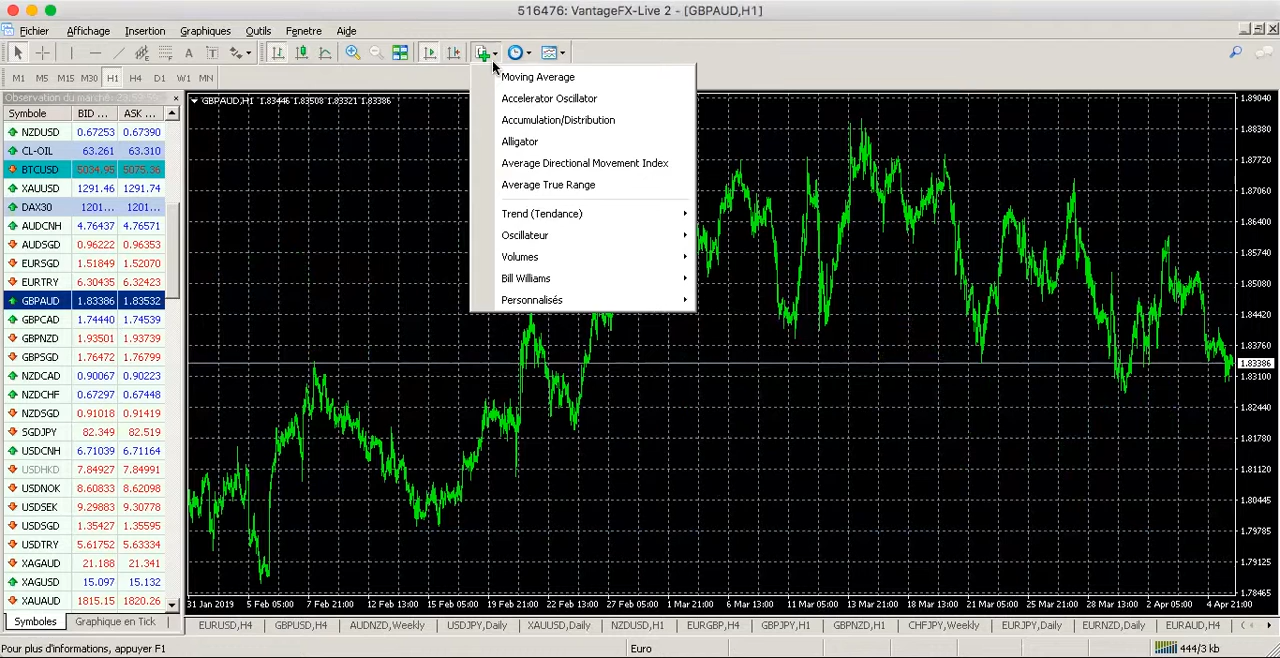 516476: VantageFX-Live 2 - [GBPAUD,H1]
Fichier Affichage Insertion Graphiques Outils Fenetre Aide
M1 M5 M15 M30 H1 H4 D1 W1 MN
GBPAUD,H1 1.83446 1.83508 1.83321 1.83386
Moving Average
Accelerator Oscillator
Accumulation/Distribution
Alligator
Average Directional Movement Index
Average True Range
Trend (Tendance)
Oscillateur
Volumes
Bill Williams
Personnalisés
Symbole BID ... ASK ...
NZDUSD 0.67253 0.67390
CL-OIL 63.261 63.310
BTCUSD 5034.95 5075.36
XAUUSD 1291.46 1291.74
DAX30 1201... 1201...
AUDCNH 4.76437 4.76571
AUDSGD 0.96222 0.96353
EURSGD 1.51849 1.52070
EURTRY 6.30435 6.32423
GBPAUD 1.83386 1.83532
GBPCAD 1.74440 1.74539
GBPNZD 1.93501 1.93739
GBPSGD 1.76472 1.76799
NZDCAD 0.90067 0.90223
NZDCHF 0.67297 0.67448
NZDSGD 0.91018 0.91419
SGDJPY 82.349 82.519
USDCNH 6.71039 6.71164
USDHKD 7.84927 7.84991
USDNOK 8.60833 8.62098
USDSEK 9.29883 9.30778
USDSGD 1.35427 1.35595
USDTRY 5.61752 5.63334
XAGAUD 21.188 21.341
XAGUSD 15.097 15.132
XAUAUD 1815.15 1820.26
Symboles Graphique en Tick
1.89040
1.88380
1.87720
1.87060
1.86400
1.85740
1.85080
1.84420
1.83760
1.83386
1.83100
1.82440
1.81780
1.81120
1.80445
1.79785
1.79125
1.78465
31 Jan 2019 5 Feb 05:00 7 Feb 21:00 12 Feb 13:00 15 Feb 05:00 19 Feb 21:00 22 Feb 13:00 27 Feb 05:00 1 Mar 21:00 6 Mar 13:00 11 Mar 05:00 13 Mar 21:00 18 Mar 13:00 21 Mar 05:00 25 Mar 21:00 28 Mar 13:00 2 Apr 05:00 4 Apr 21:00
EURUSD,H4 GBPUSD,H4 AUDNZD,Weekly USDJPY,Daily XAUUSD,Daily NZDUSD,H1 EURGBP,H4 GBPJPY,H1 GBPNZD,H1 CHFJPY,Weekly EURJPY,Daily EURNZD,Daily EURAUD,H4
Pour plus d'informations, appuyer F1 Euro 444/3 kb